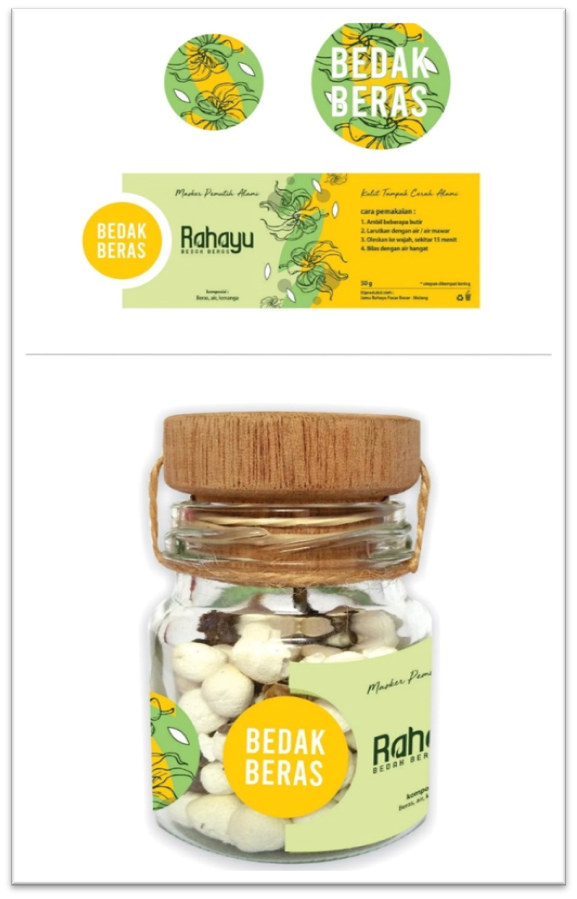 BEDAK
BERAS
Masker Pemutih Alami
BEDAK
BERAS
Rahayu
BEDAK BERAS
komposisi :
Beras, air, kenanga
Kulit Tampak Cerah Alami
cara pemakaian :
1. Ambil beberapa butir
2. Larutkan dengan air / air mawar
3. Oleskan ke wajah, sekitar 15 menit
4. Bilas dengan air hangat
30 g
* simpan ditempat kering
Diproduksi oleh :
Jamu Rahayu Pasar Besar - Malang
Masker Pem
BEDAK
BERAS
Rah
BEDAK BER
kompo
Beras, air, k